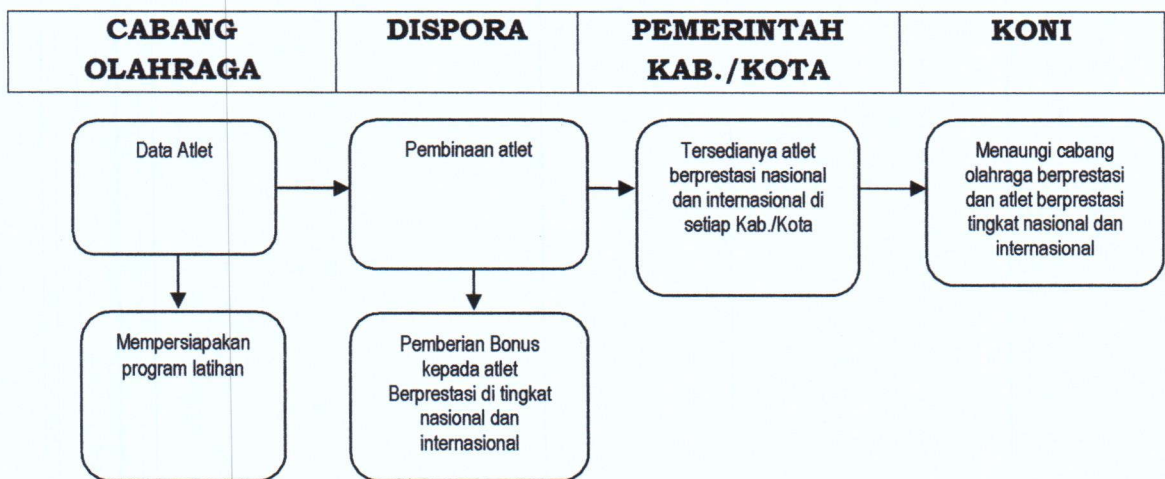 CABANG
OLAHRAGA
DISPORA
PEMERINTAH
KAB./KOTA
KONI
Data Atlet
Pembinaan atlet
Tersedianya atlet
berprestasi nasional
dan internasional di
setiap Kab./Kota
Menaungi cabang
olahraga berprestasi
dan atlet berprestasi
tingkat nasional dan
internasional
Mempersiapakan
program latihan
Pemberian Bonus
kepada atlet
Berprestasi di tingkat
nasional dan
internasional